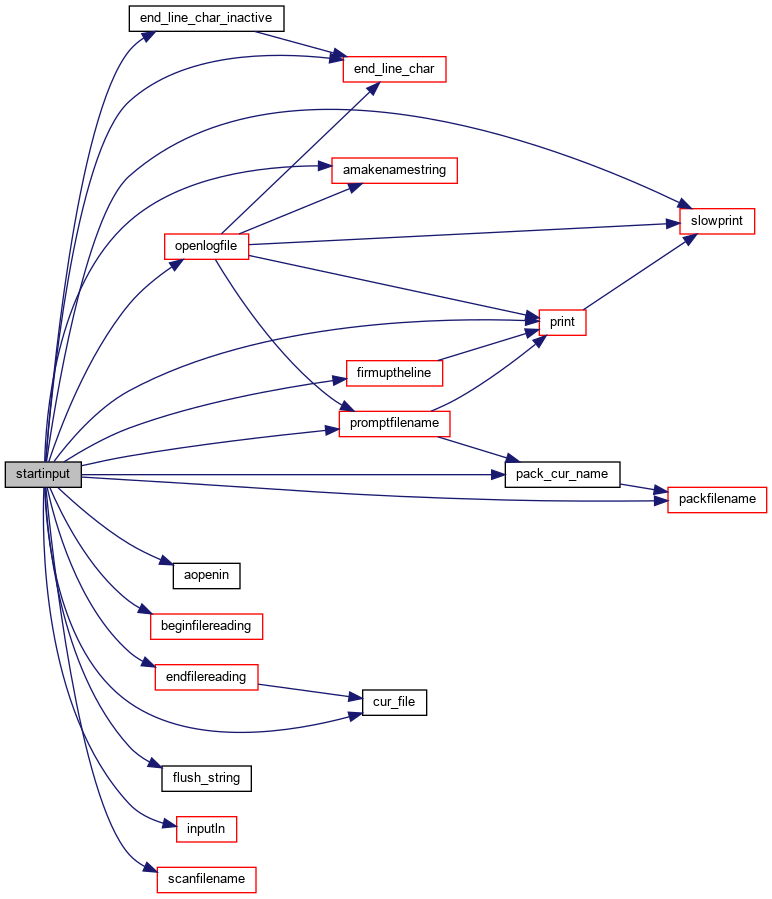 end_line_char_inactive
end_line_char
amakenamestring
slowprint
openlogfile
print
firmuptheline
promptfilename
startinput
pack_cur_name
packfilename
aopenin
beginfilereading
endfilereading
cur_file
flush_string
inputln
scanfilename